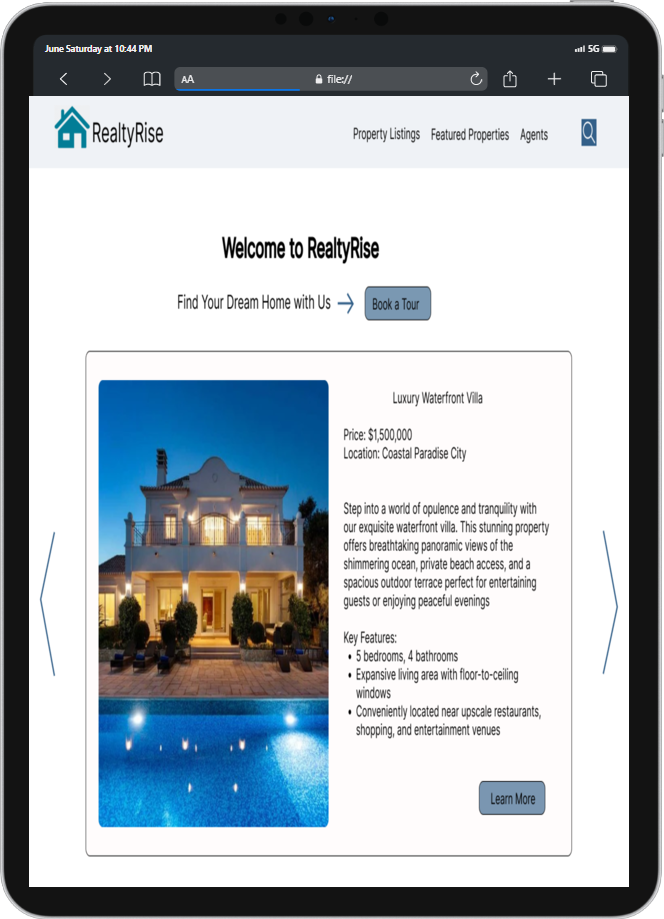 June Saturday at 10:44 PM
5G
AA
file://
RealtyRise
Property Listings Featured Properties Agents
Welcome to RealtyRise
Find Your Dream Home with Us
Book a Tour
Luxury Waterfront Villa
Price: $1,500,000
Location: Coastal Paradise City
Step into a world of opulence and tranquility with
our exquisite waterfront villa. This stunning property
offers breathtaking panoramic views of the
shimmering ocean, private beach access, and a
spacious outdoor terrace perfect for entertaining
guests or enjoying peaceful evenings
Key Features:
• 5 bedrooms, 4 bathrooms
• Expansive living area with floor-to-ceiling
windows
• Conveniently located near upscale restaurants,
shopping, and entertainment venues
Learn More